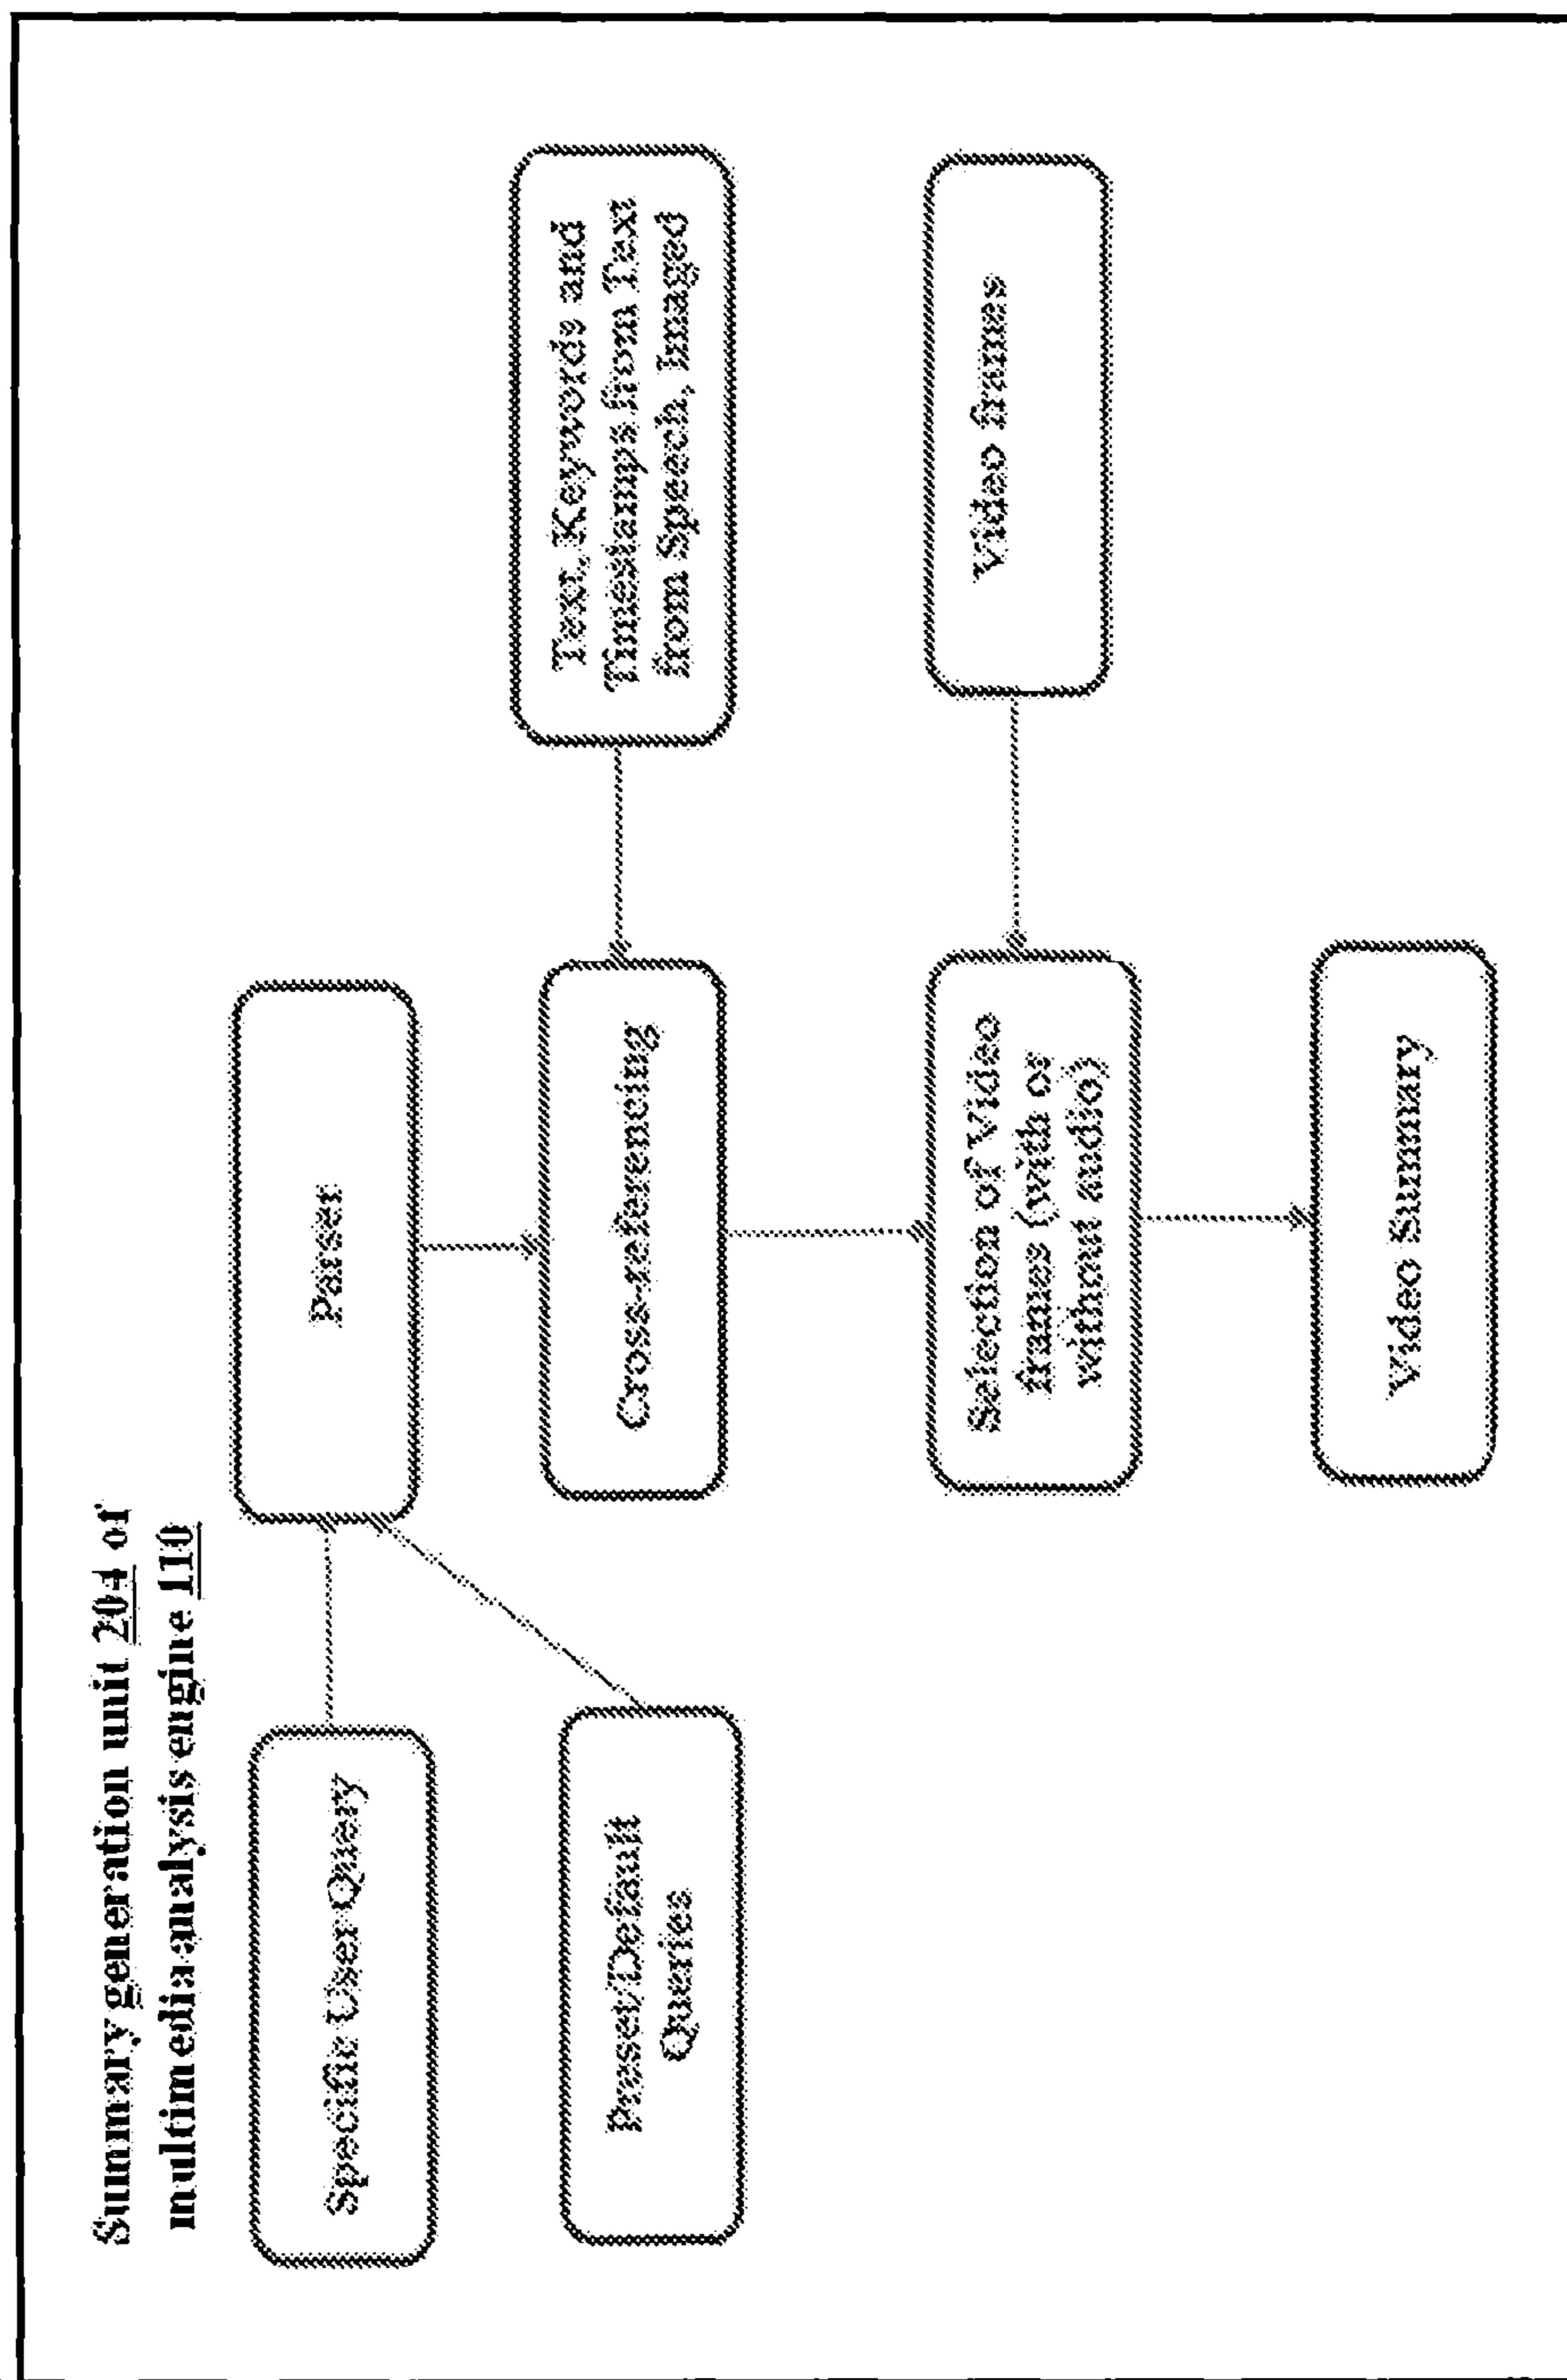 Summary generation unit 204 of
multimedia analysis engine 110
Specific User Query
Parser
Preset/Default
Queries
Cross-referencing
Text, Keywords and
Timestamps from Text
from Speech, Imaged
Selection of Video
frames (with or
without audio)
Video frames
Video Summary